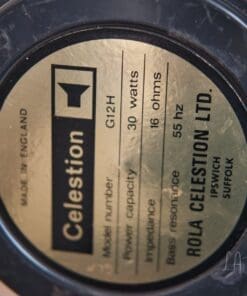 MADE IN ENGLAND
Celestion
Model number G12H
Power capacity 30 watts
Impedance 16 ohms
Bass resonance 55 hz
ROLA CELESTION LTD.
IPSWICH
SUFFOLK